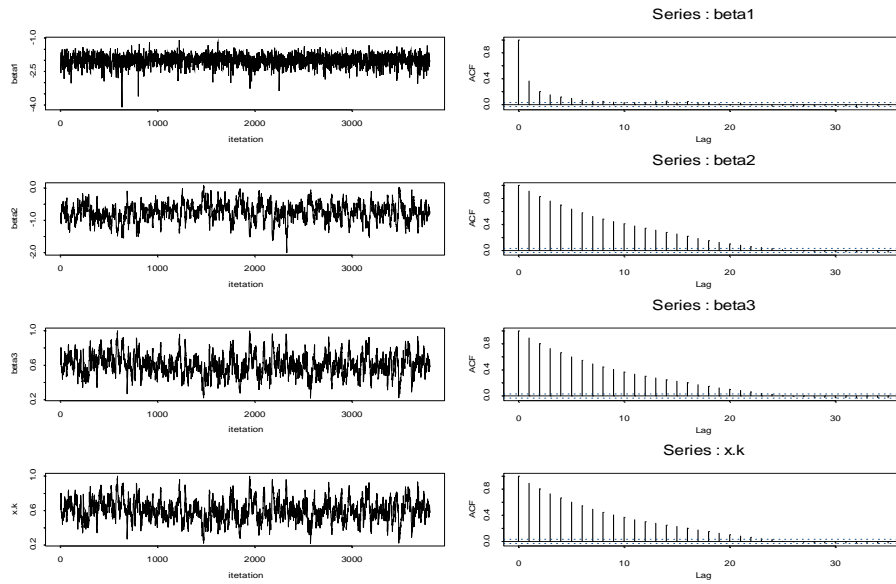 Series : beta1
-1.0
-2.5
-4.0
beta1
0 1000 2000 3000
itetation
0.8
0.4
0.0
ACF
0 10 20 30
Lag
Series : beta2
0.0
-1.0
-2.0
beta2
0 1000 2000 3000
itetation
0.8
0.4
0.0
ACF
0 10 20 30
Lag
Series : beta3
1.0
0.6
0.2
beta3
0 1000 2000 3000
itetation
0.8
0.4
0.0
ACF
0 10 20 30
Lag
Series : x.k
1.0
0.6
0.2
x.k
0 1000 2000 3000
itetation
0.8
0.4
0.0
ACF
0 10 20 30
Lag